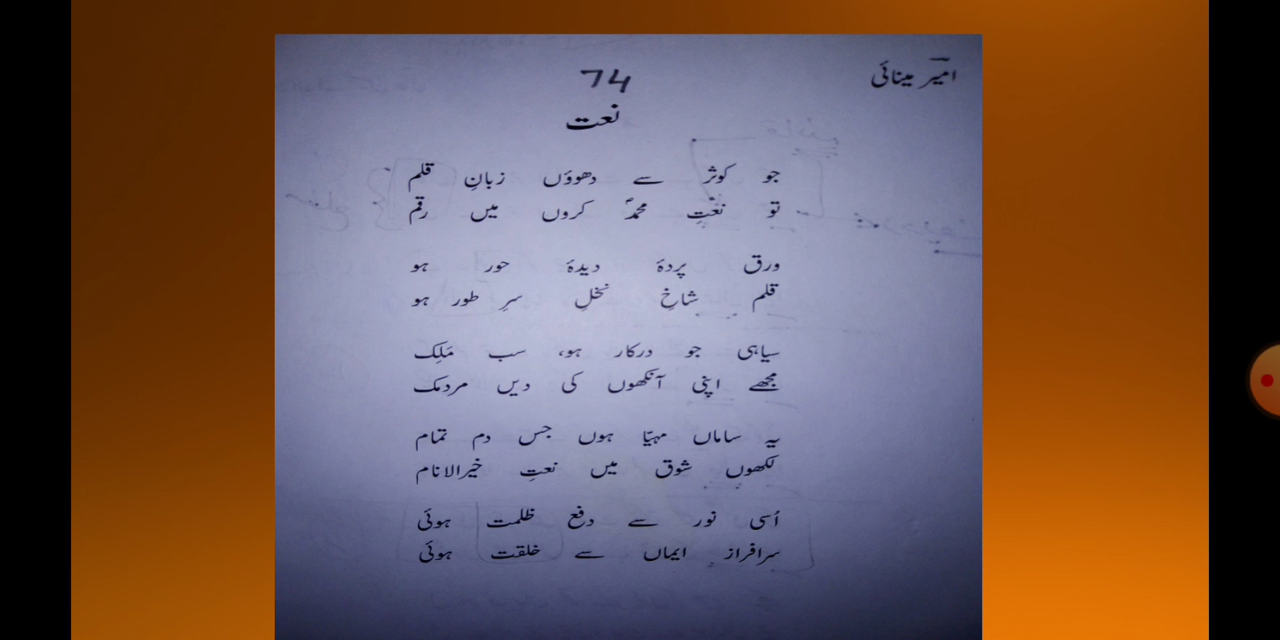 امیر مینائی
74
نعت
جو کوثر سے دھوؤں زبانِ قلم
تو نعتِ محمدؐ کروں میں رقم
ورق پردۂ دیدۂ حور ہو
قلم شاخِ نخلِ سرِ طور ہو
سیاہی جو درکار ہو، سب مَلِک
مجھے اپنی آنکھوں کی دیں مردمک
یہ ساماں مہیّا ہوں جس دم تمام
لکھوں شوق میں نعتِ خیرالانام
اُسی نور سے دفع ظلمت ہوئی
سرافراز ایماں سے خلقت ہوئی